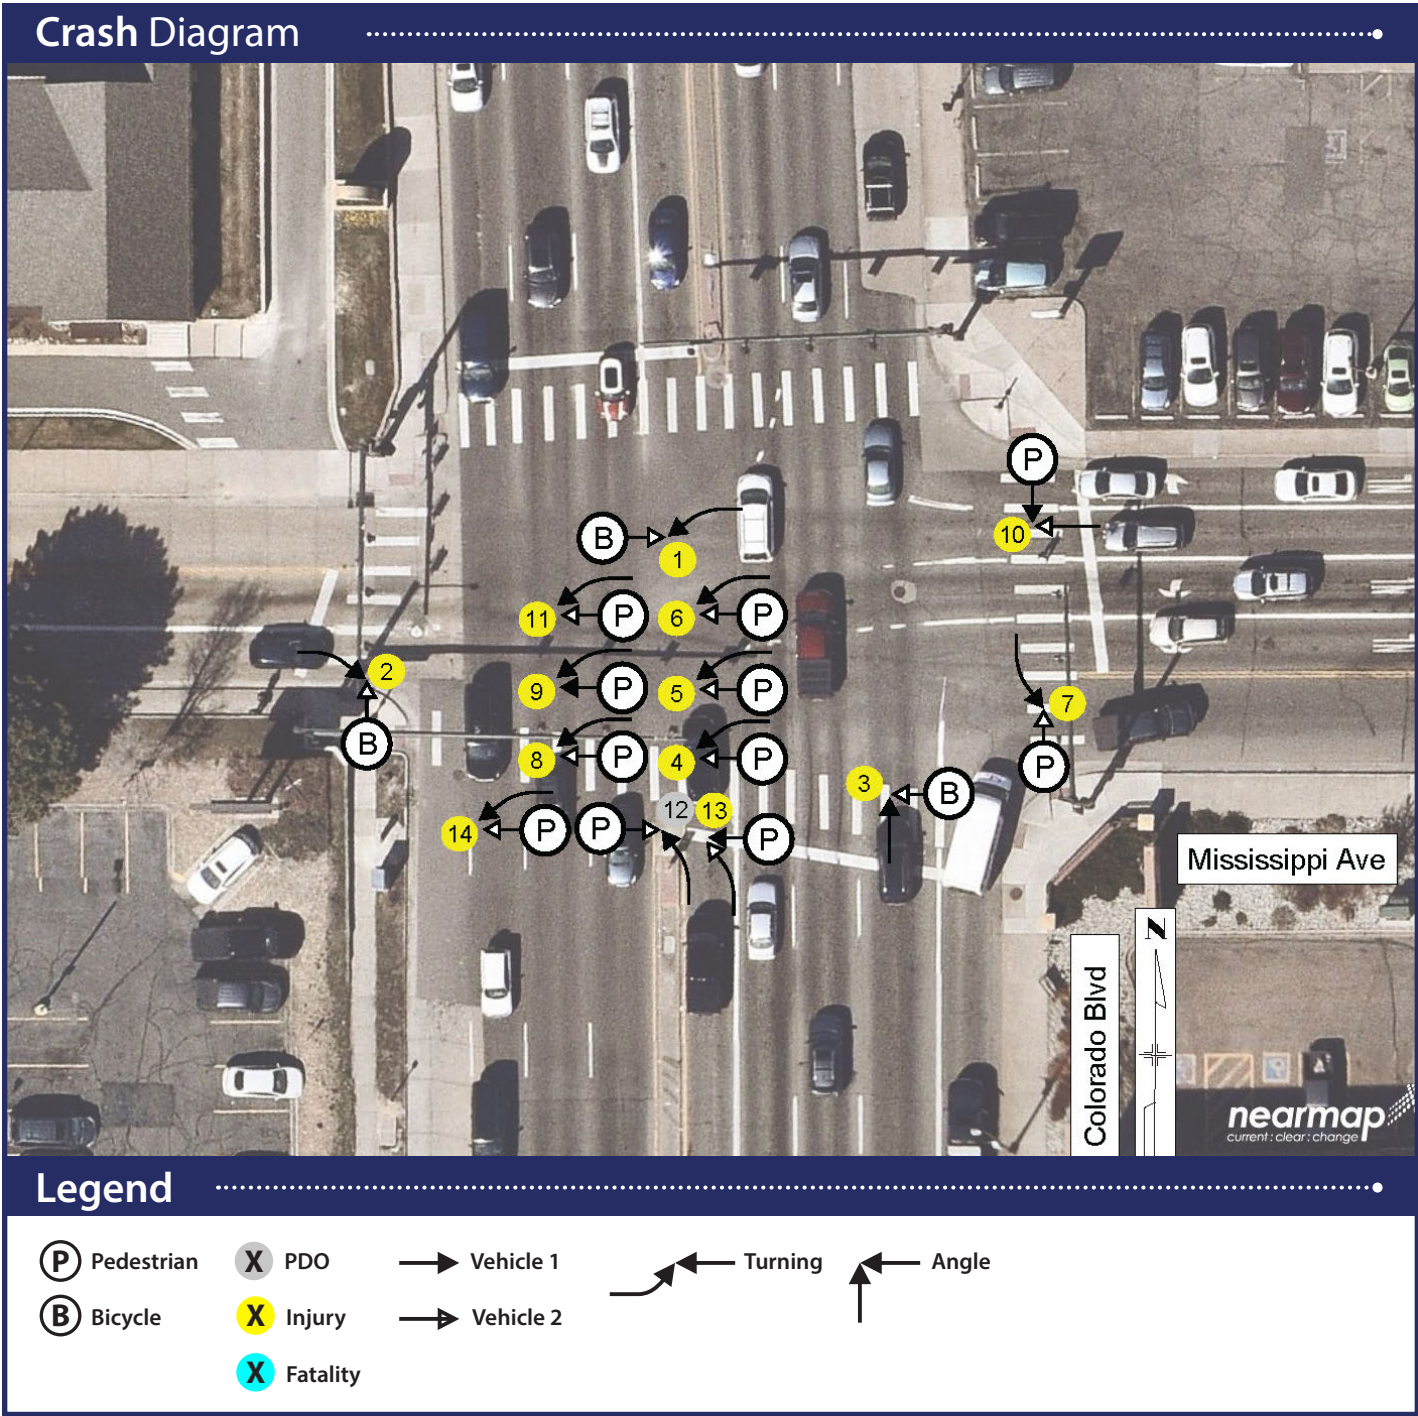 Crash Diagram
P
10
B
1
11
P
6
P
2
9
P
5
P
7
B
8
P
4
P
P
3
B
12
13
14
P
P
P
Mississippi Ave
N
Colorado Blvd
nearmap
current : clear : change
Legend
P Pedestrian X PDO Vehicle 1 Turning Angle
B Bicycle X Injury Vehicle 2
X Fatality